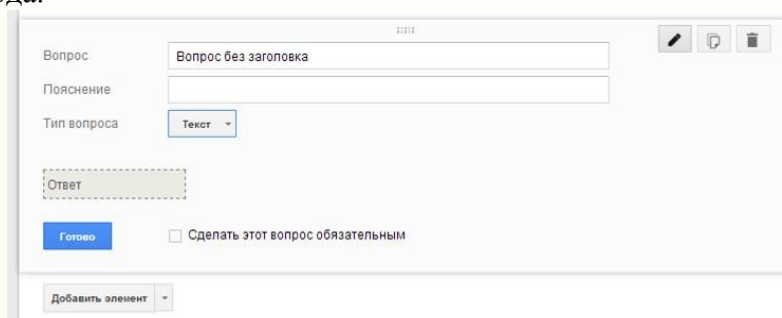 Вопрос Вопрос без заголовка
Пояснение
Тип вопроса Текст
Ответ
Готово Сделать этот вопрос обязательным
Добавить элемент